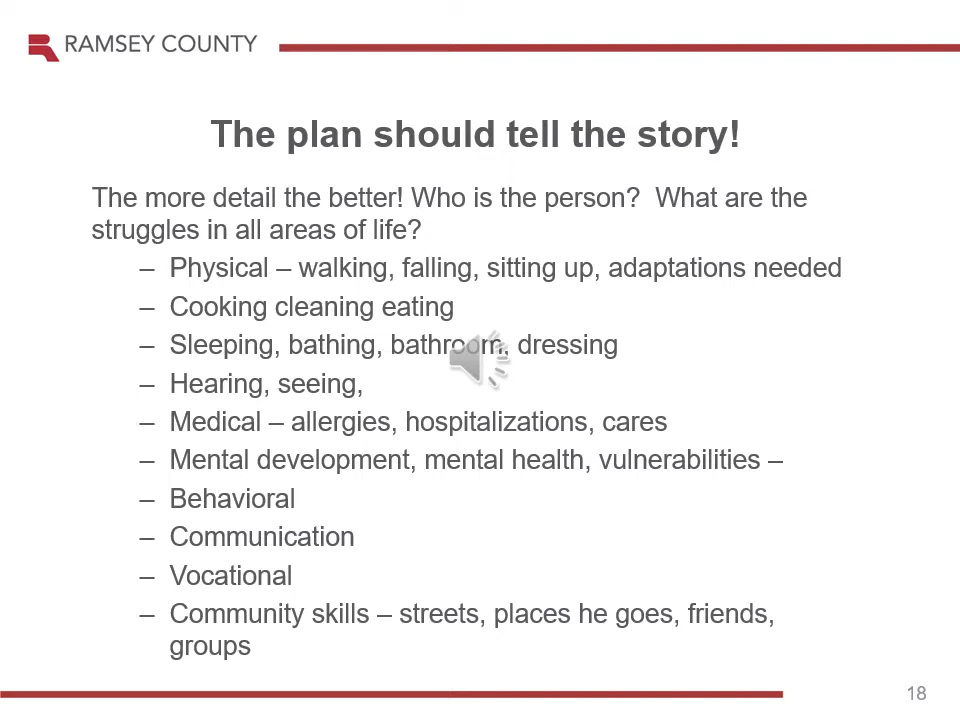 RAMSEY COUNTY
The plan should tell the story!
The more detail the better! Who is the person?  What are the
struggles in all areas of life?
– Physical – walking, falling, sitting up, adaptations needed
– Cooking cleaning eating
– Sleeping, bathing, bathroom, dressing
– Hearing, seeing,
– Medical – allergies, hospitalizations, cares
– Mental development, mental health, vulnerabilities –
– Behavioral
– Communication
– Vocational
– Community skills – streets, places he goes, friends,
groups
18